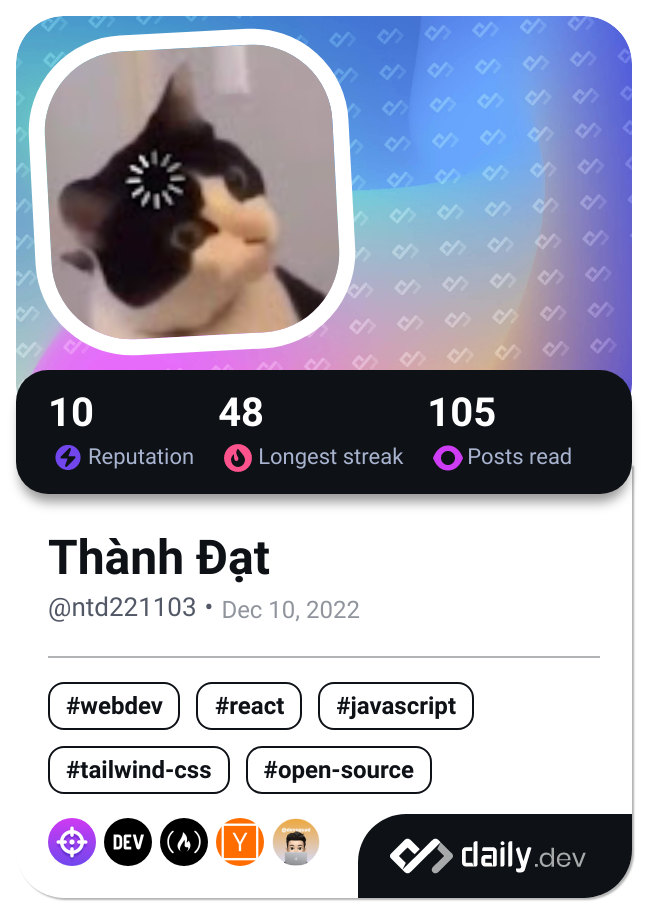 10 48 105
Reputation Longest streak Posts read
Thành Đạt
@ntd221103 • Dec 10, 2022
#webdev #react #javascript
#tailwind-css #open-source
DEV Y daily.dev